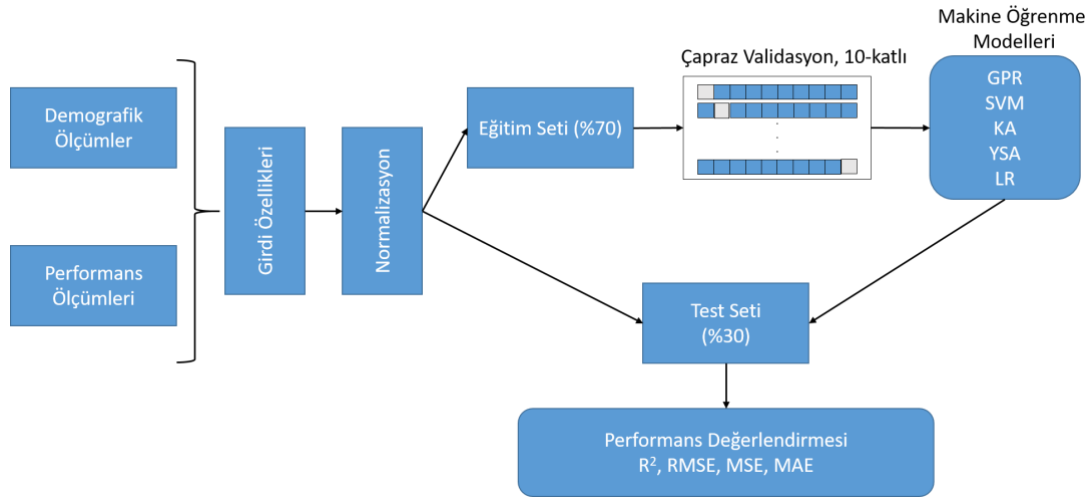 Demografik
Ölçümler
Performans
Ölçümleri
Girdi Özellikleri
Normalizasyon
Eğitim Seti (%70)
Çapraz Validasyon, 10-katlı
Makine Öğrenme
Modelleri
GPR
SVM
KA
YSA
LR
Test Seti
(%30)
Performans Değerlendirmesi
R², RMSE, MSE, MAE